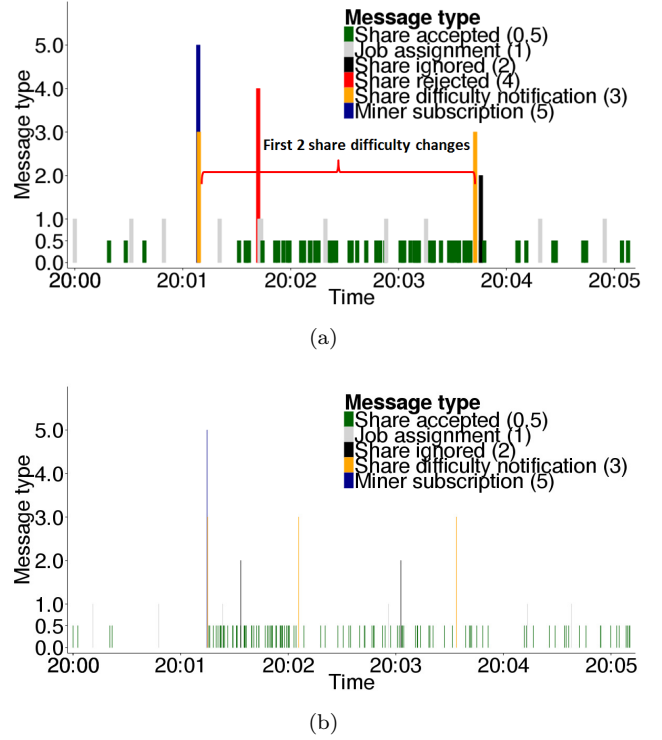 Message type
Share accepted (0.5)
Job assignment (1)
Share ignored (2)
Share rejected (4)
Share difficulty notification (3)
Miner subscription (5)
First 2 share difficulty changes
Message type
5.0
4.0
3.0
2.0
1.0
0.5
0.0
20:00 20:01 20:02 20:03 20:04 20:05
Time
(a)
Message type
Share accepted (0.5)
Job assignment (1)
Share ignored (2)
Share difficulty notification (3)
Miner subscription (5)
Message type
5.0
4.0
3.0
2.0
1.0
0.5
0.0
20:00 20:01 20:02 20:03 20:04 20:05
Time
(b)